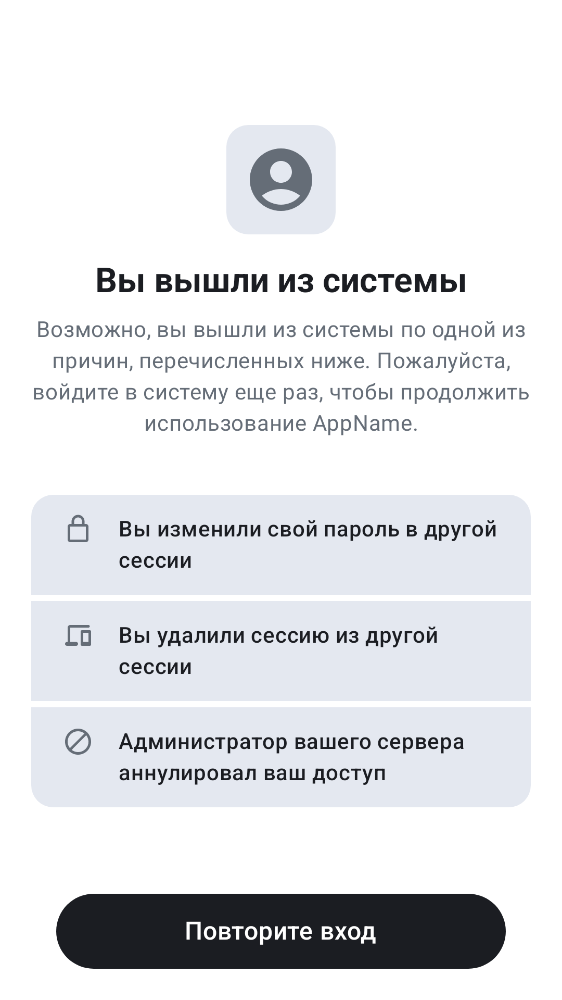 Вы вышли из системы
Возможно, вы вышли из системы по одной из
причин, перечисленных ниже. Пожалуйста,
войдите в систему еще раз, чтобы продолжить
использование AppName.
Вы изменили свой пароль в другой
сессии
Вы удалили сессию из другой
сессии
Администратор вашего сервера
аннулировал ваш доступ
Повторите вход